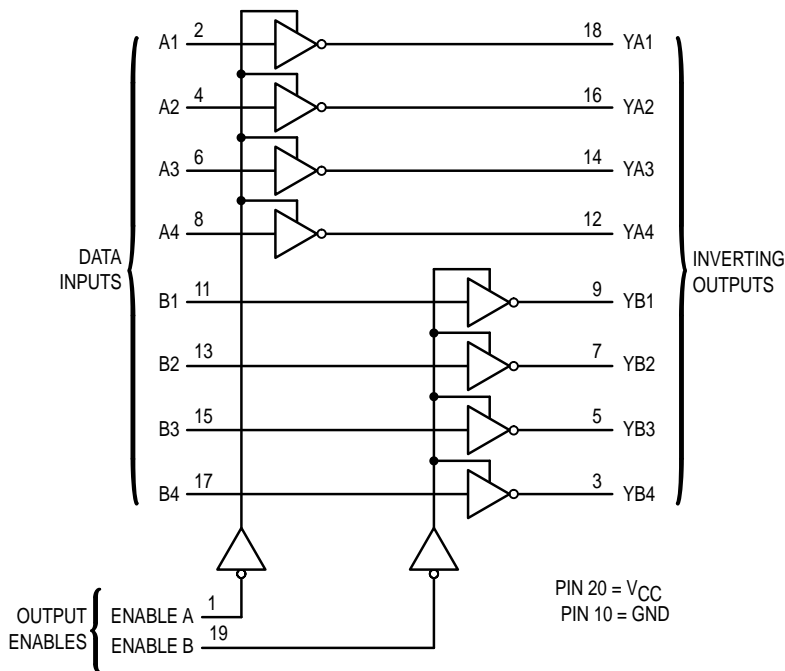 A1 2 18 YA1
A2 4 16 YA2
A3 6 14 YA3
A4 8 12 YA4
DATA
INPUTS
INVERTING
OUTPUTS
B1 11 9 YB1
B2 13 7 YB2
B3 15 5 YB3
B4 17 3 YB4
OUTPUT
ENABLES
ENABLE A 1
ENABLE B 19
PIN 20 = VCC
PIN 10 = GND